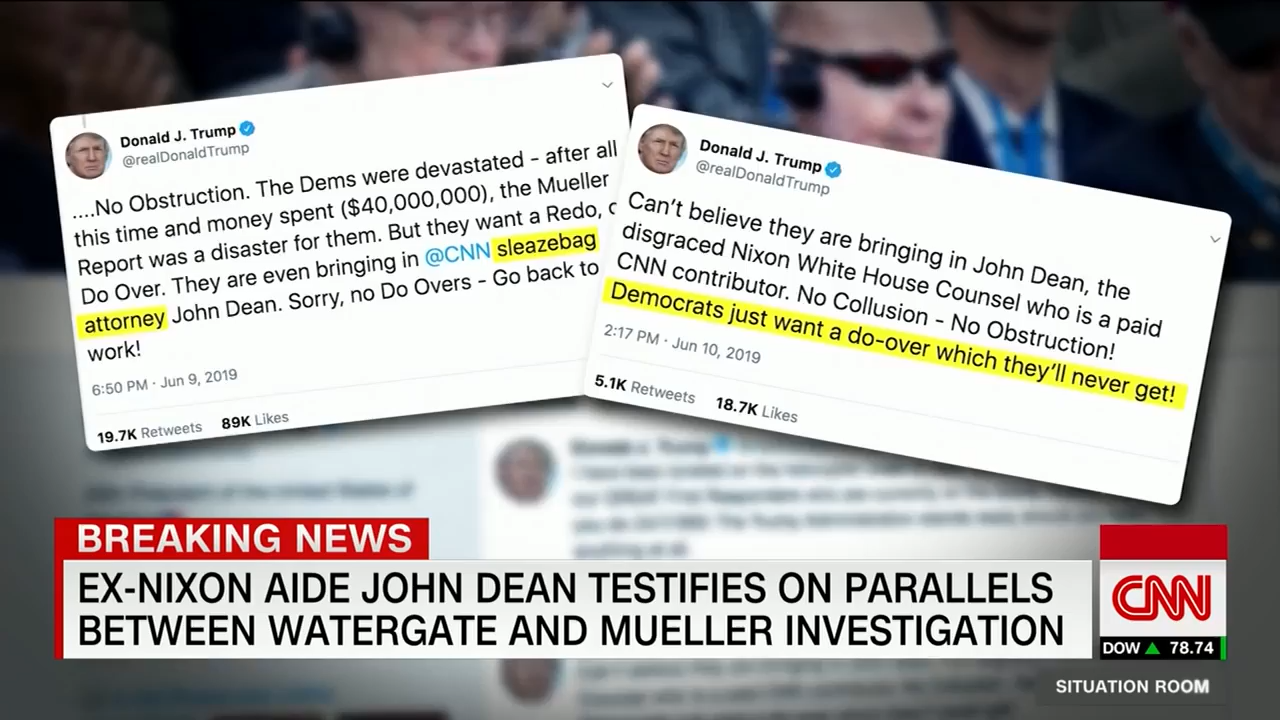 Donald J. Trump
@realDonaldTrump
....No Obstruction. The Dems were devastated - after all
this time and money spent ($40,000,000), the Mueller
Report was a disaster for them. But they want a Redo, o
Do Over. They are even bringing in @CNN sleazebag
attorney John Dean. Sorry, no Do Overs - Go back to
work!
6:50 PM · Jun 9, 2019
19.7K Retweets 89K Likes
Donald J. Trump
@realDonaldTrump
Can't believe they are bringing in John Dean, the
disgraced Nixon White House Counsel who is a paid
CNN contributor. No Collusion - No Obstruction!
Democrats just want a do-over which they'll never get!
2:17 PM · Jun 10, 2019
5.1K Retweets 18.7K Likes
BREAKING NEWS
EX-NIXON AIDE JOHN DEAN TESTIFIES ON PARALLELS
BETWEEN WATERGATE AND MUELLER INVESTIGATION
CNN
DOW ▲ 78.74
SITUATION ROOM